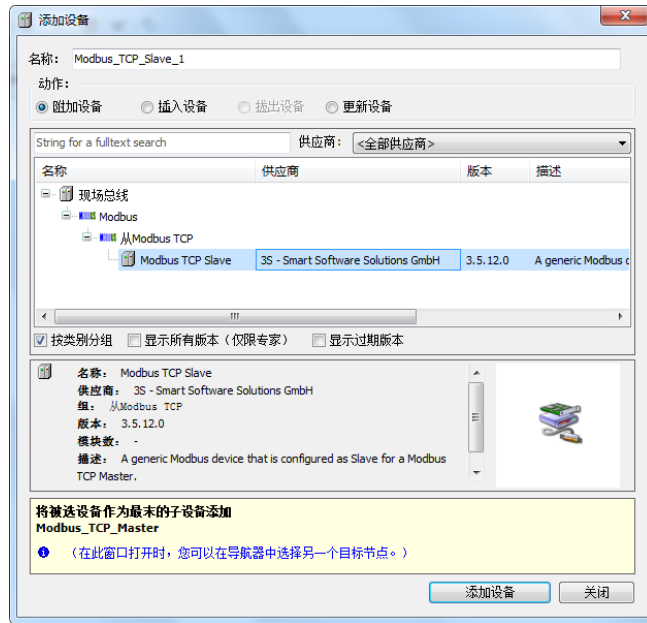 添加设备
名称: Modbus_TCP_Slave_1
动作:
附加设备 插入设备 拔出设备 更新设备
String for a fulltext search 供应商: <全部供应商>
名称 供应商 版本 描述
现场总线
Modbus
从Modbus TCP
Modbus TCP Slave 3S - Smart Software Solutions GmbH 3.5.12.0 A generic Modbus
按类别分组 显示所有版本(仅限专家) 显示过期版本
名称: Modbus TCP Slave
供应商: 3S - Smart Software Solutions GmbH
组: 从Modbus TCP
版本: 3.5.12.0
模块数: -
描述: A generic Modbus device that is configured as Slave for a Modbus
TCP Master.
将被选设备作为最末的子设备添加
Modbus_TCP_Master
(在此窗口打开时,您可以在导航器中选择另一个目标节点。)
添加设备 关闭